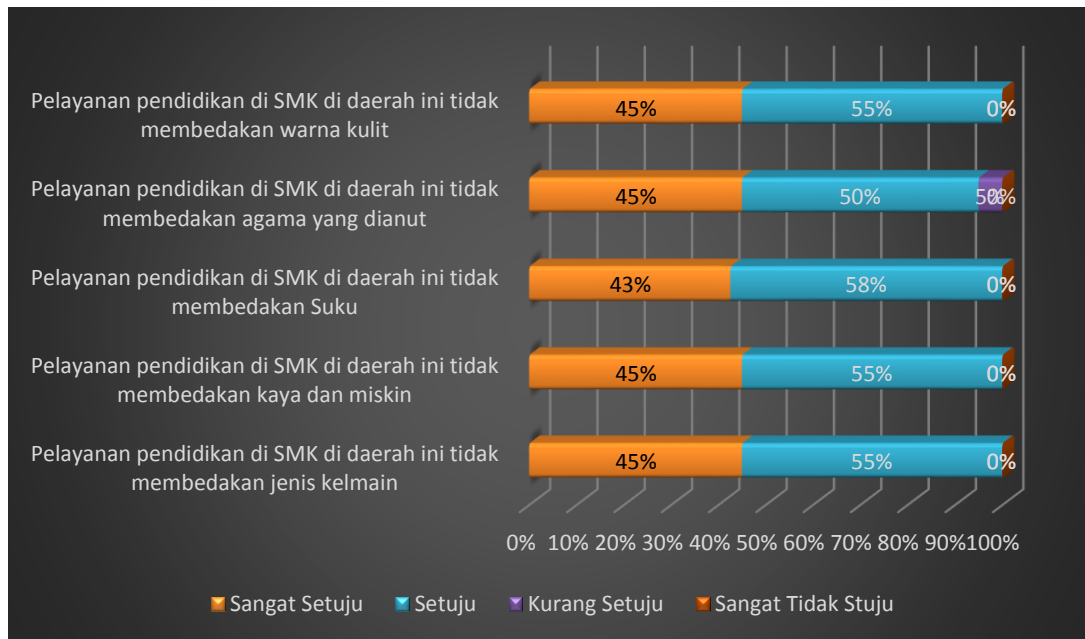 Pelayanan pendidikan di SMK di daerah ini tidak
membedakan warna kulit
45% 55% 0%
Pelayanan pendidikan di SMK di daerah ini tidak
membedakan agama yang dianut
45% 50% 5% 0%
Pelayanan pendidikan di SMK di daerah ini tidak
membedakan Suku
43% 58% 0%
Pelayanan pendidikan di SMK di daerah ini tidak
membedakan kaya dan miskin
45% 55% 0%
Pelayanan pendidikan di SMK di daerah ini tidak
membedakan jenis kelmain
45% 55% 0%
0% 10% 20% 30% 40% 50% 60% 70% 80% 90% 100%
Sangat Setuju Setuju Kurang Setuju Sangat Tidak Stuju